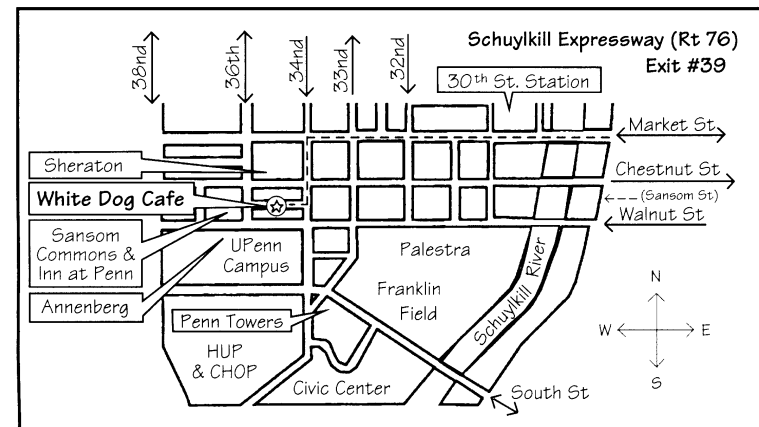 Schuylkill Expressway (Rt 76)
Exit #39
38nd
36th
34nd
33nd
32nd
30th St. Station
Market St
Sheraton
Chestnut St
White Dog Cafe
(Sansom St)
Walnut St
Sansom
Commons &
Inn at Penn
UPenn
Campus
Palestra
Annenberg
Franklin
Field
Schuylkill River
Penn Towers
N
W
E
S
HUP
& CHOP
Civic Center
South St